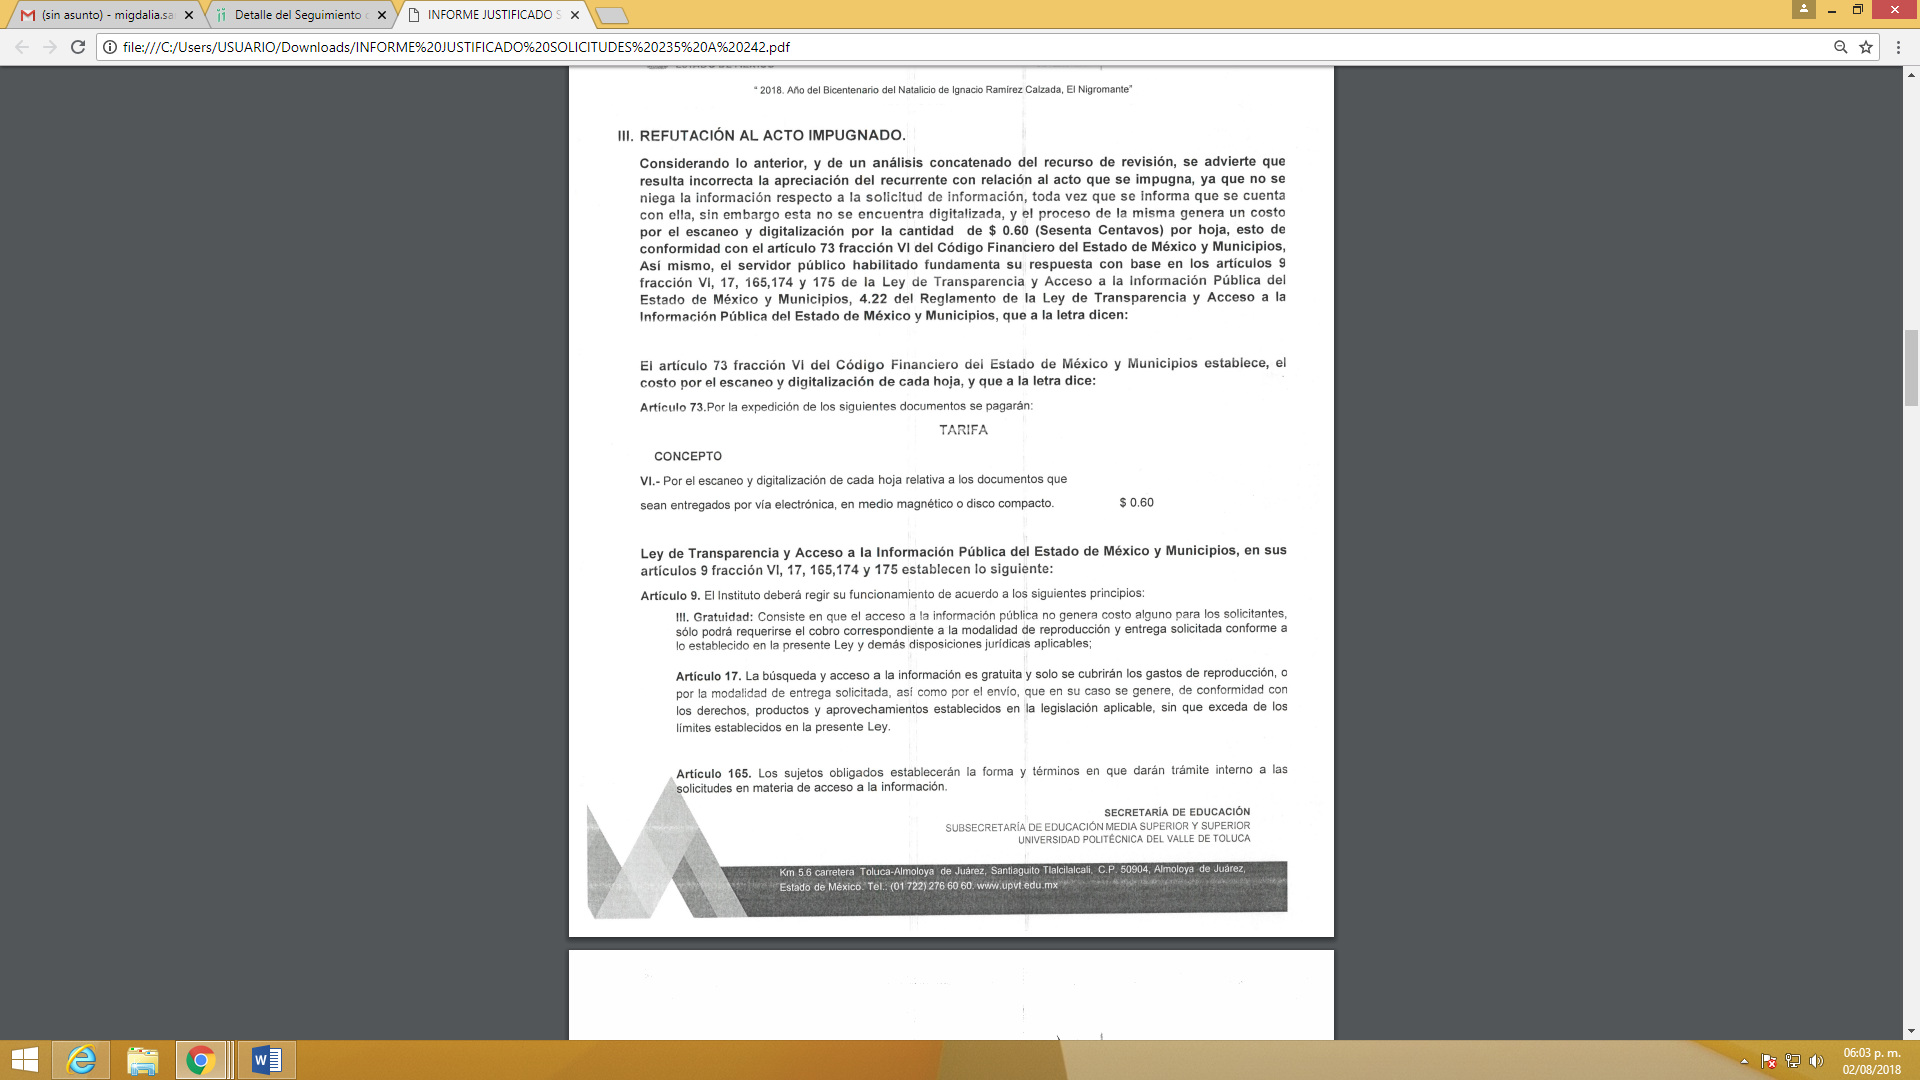 (sin asunto) - migdalia.sa
Detalle del Seguimiento
INFORME JUSTIFICADO S
file:///C:/Users/USUARIO/Downloads/INFORME%20JUSTIFICADO%20SOLICITUDES%20235%20A%20242.pdf
“ 2018. Año del Bicentenario del Natalicio de Ignacio Ramírez Calzada, El Nigromante”
III. REFUTACIÓN AL ACTO IMPUGNADO.
Considerando lo anterior, y de un análisis concatenado del recurso de revisión, se advierte que
resulta incorrecta la apreciación del recurrente con relación al acto que se impugna, ya que no se
niega la información respecto a la solicitud de información, toda vez que se informa que se cuenta
con ella, sin embargo esta no se encuentra digitalizada, y el proceso de la misma genera un costo
por el escaneo y digitalización por la cantidad de $ 0.60 (Sesenta Centavos) por hoja, esto de
conformidad con el artículo 73 fracción VI del Código Financiero del Estado de México y Municipios,
Así mismo, el servidor público habilitado fundamenta su respuesta con base en los artículos 9
fracción VI, 17, 165,174 y 175 de la Ley de Transparencia y Acceso a la Información Pública del
Estado de México y Municipios, 4.22 del Reglamento de la Ley de Transparencia y Acceso a la
Información Pública del Estado de México y Municipios, que a la letra dicen:
El artículo 73 fracción VI del Código Financiero del Estado de México y Municipios establece, el
costo por el escaneo y digitalización de cada hoja, y que a la letra dice:
Artículo 73.Por la expedición de los siguientes documentos se pagarán:
TARIFA
CONCEPTO
VI.- Por el escaneo y digitalización de cada hoja relativa a los documentos que
sean entregados por vía electrónica, en medio magnético o disco compacto. $ 0.60
Ley de Transparencia y Acceso a la Información Pública del Estado de México y Municipios, en sus
artículos 9 fracción VI, 17, 165,174 y 175 establecen lo siguiente:
Artículo 9. El Instituto deberá regir su funcionamiento de acuerdo a los siguientes principios:
III. Gratuidad: Consiste en que el acceso a la información pública no genera costo alguno para los solicitantes,
sólo podrá requerirse el cobro correspondiente a la modalidad de reproducción y entrega solicitada conforme a
lo establecido en la presente Ley y demás disposiciones jurídicas aplicables;
Artículo 17. La búsqueda y acceso a la información es gratuita y solo se cubrirán los gastos de reproducción, o
por la modalidad de entrega solicitada, así como por el envío, que en su caso se genere, de conformidad con
los derechos, productos y aprovechamientos establecidos en la legislación aplicable, sin que exceda de los
límites establecidos en la presente Ley.
Artículo 165. Los sujetos obligados establecerán la forma y términos en que darán trámite interno a las
solicitudes en materia de acceso a la información.
SECRETARÍA DE EDUCACIÓN
SUBSECRETARÍA DE EDUCACIÓN MEDIA SUPERIOR Y SUPERIOR
UNIVERSIDAD POLITÉCNICA DEL VALLE DE TOLUCA
Km 5.6 carretera Toluca-Almoloya de Juárez, Santiaguito Tlalcilalcali, C.P. 50904, Almoloya de Juárez,
Estado de México. Tel.: (01 722) 276 60 60. www.upvt.edu.mx
06:03 p. m.
02/08/2018